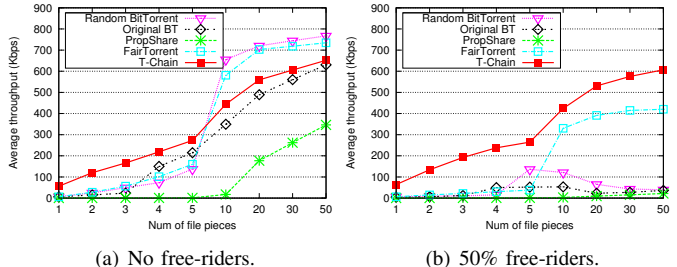 900
800
700
600
500
400
300
200
100
0
Average throughput (Kbps)
Random BitTorrent
Original BT
PropShare
FairTorrent
T-Chain
1 2 3 4 5 10 20 30 50
Num of file pieces
(a) No free-riders.
900
800
700
600
500
400
300
200
100
0
Average throughput (Kbps)
Random BitTorrent
Original BT
PropShare
FairTorrent
T-Chain
1 2 3 4 5 10 20 30 50
Num of file pieces
(b) 50% free-riders.